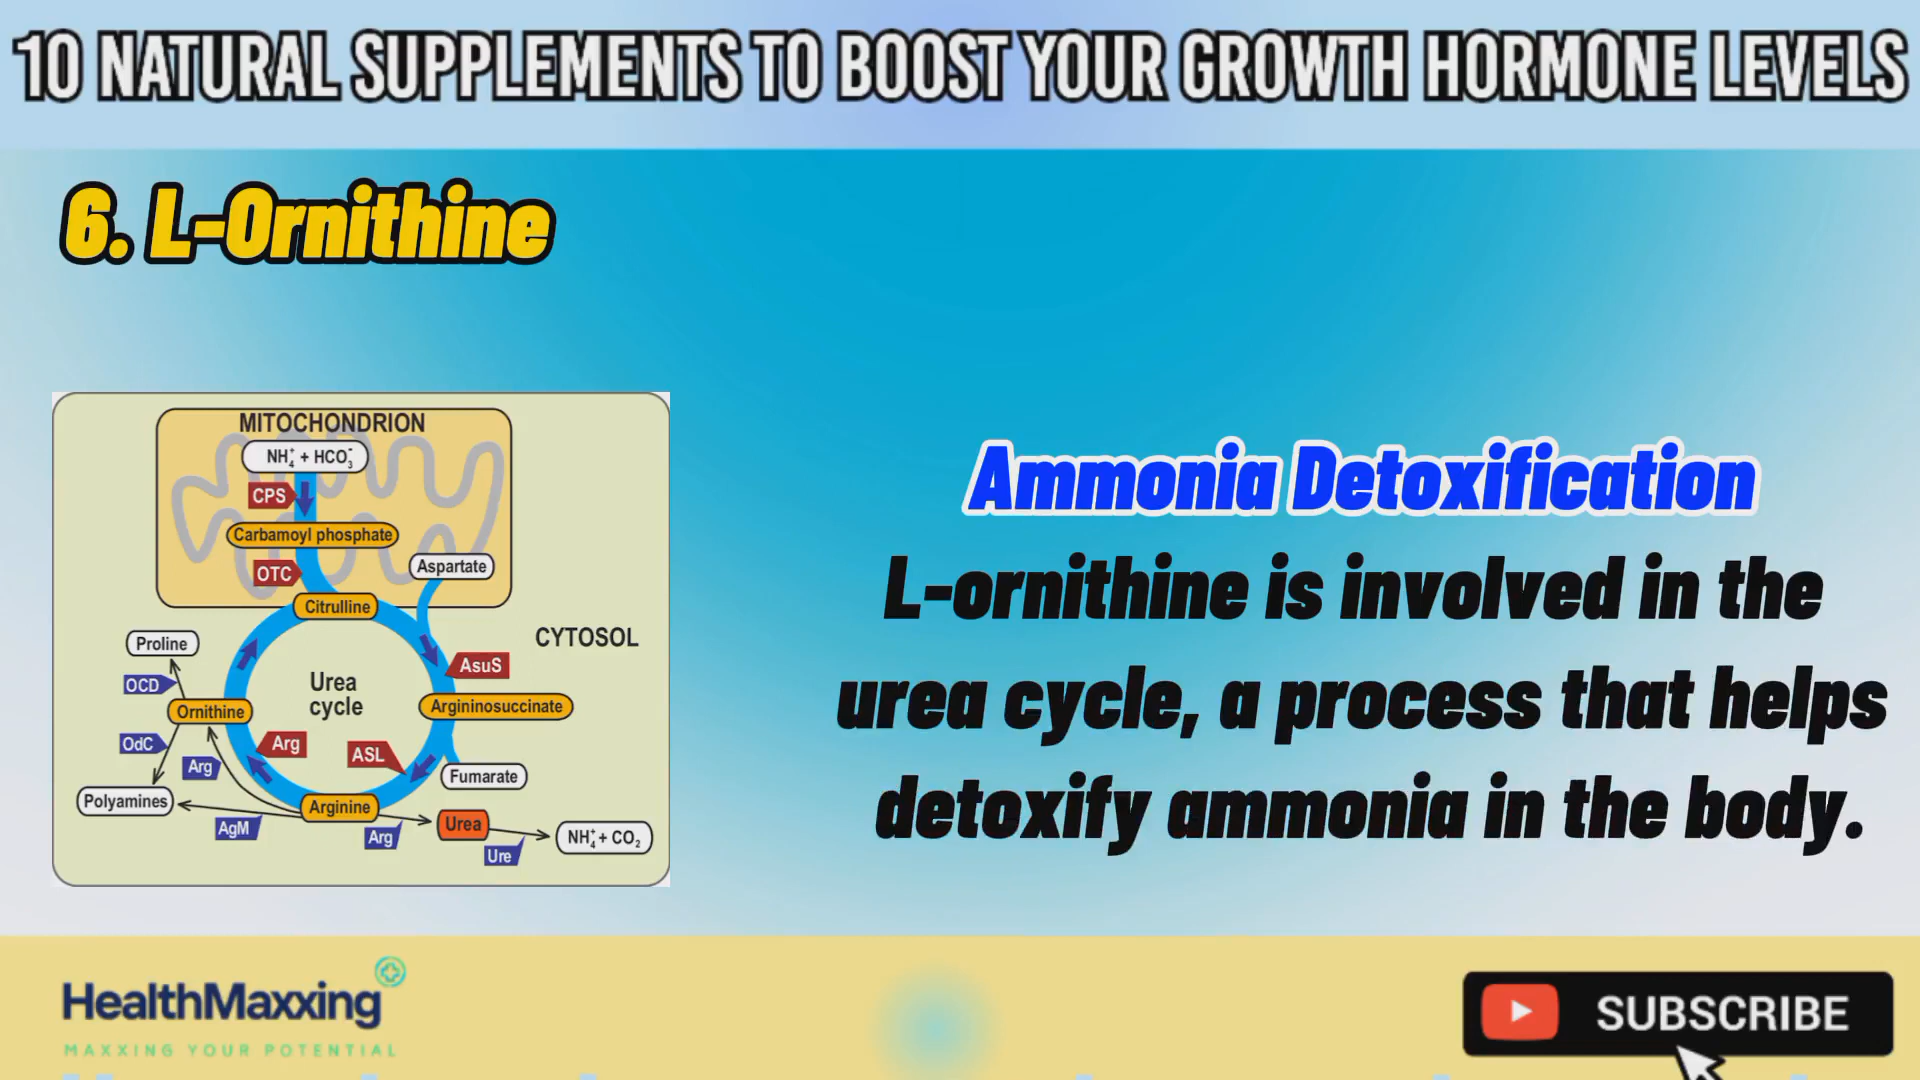 10 NATURAL SUPPLEMENTS TO BOOST YOUR GROWTH HORMONE LEVELS
6. L-Ornithine
MITOCHONDRION
NH₄⁺ + HCO₃⁻
CPS
Carbamoyl phosphate
OTC
Aspartate
Citrulline
Proline
CYTOSOL
OCD
Urea
cycle
AsuS
Ornithine
Argininosuccinate
OdC
Arg
Arg
ASL
Fumarate
Polyamines
Arginine
AgM
Arg
Urea
Ure
NH₄⁺ + CO₂
Ammonia Detoxification
L-ornithine is involved in the
urea cycle, a process that helps
detoxify ammonia in the body.
HealthMaxxing
MAXXING YOUR POTENTIAL
SUBSCRIBE